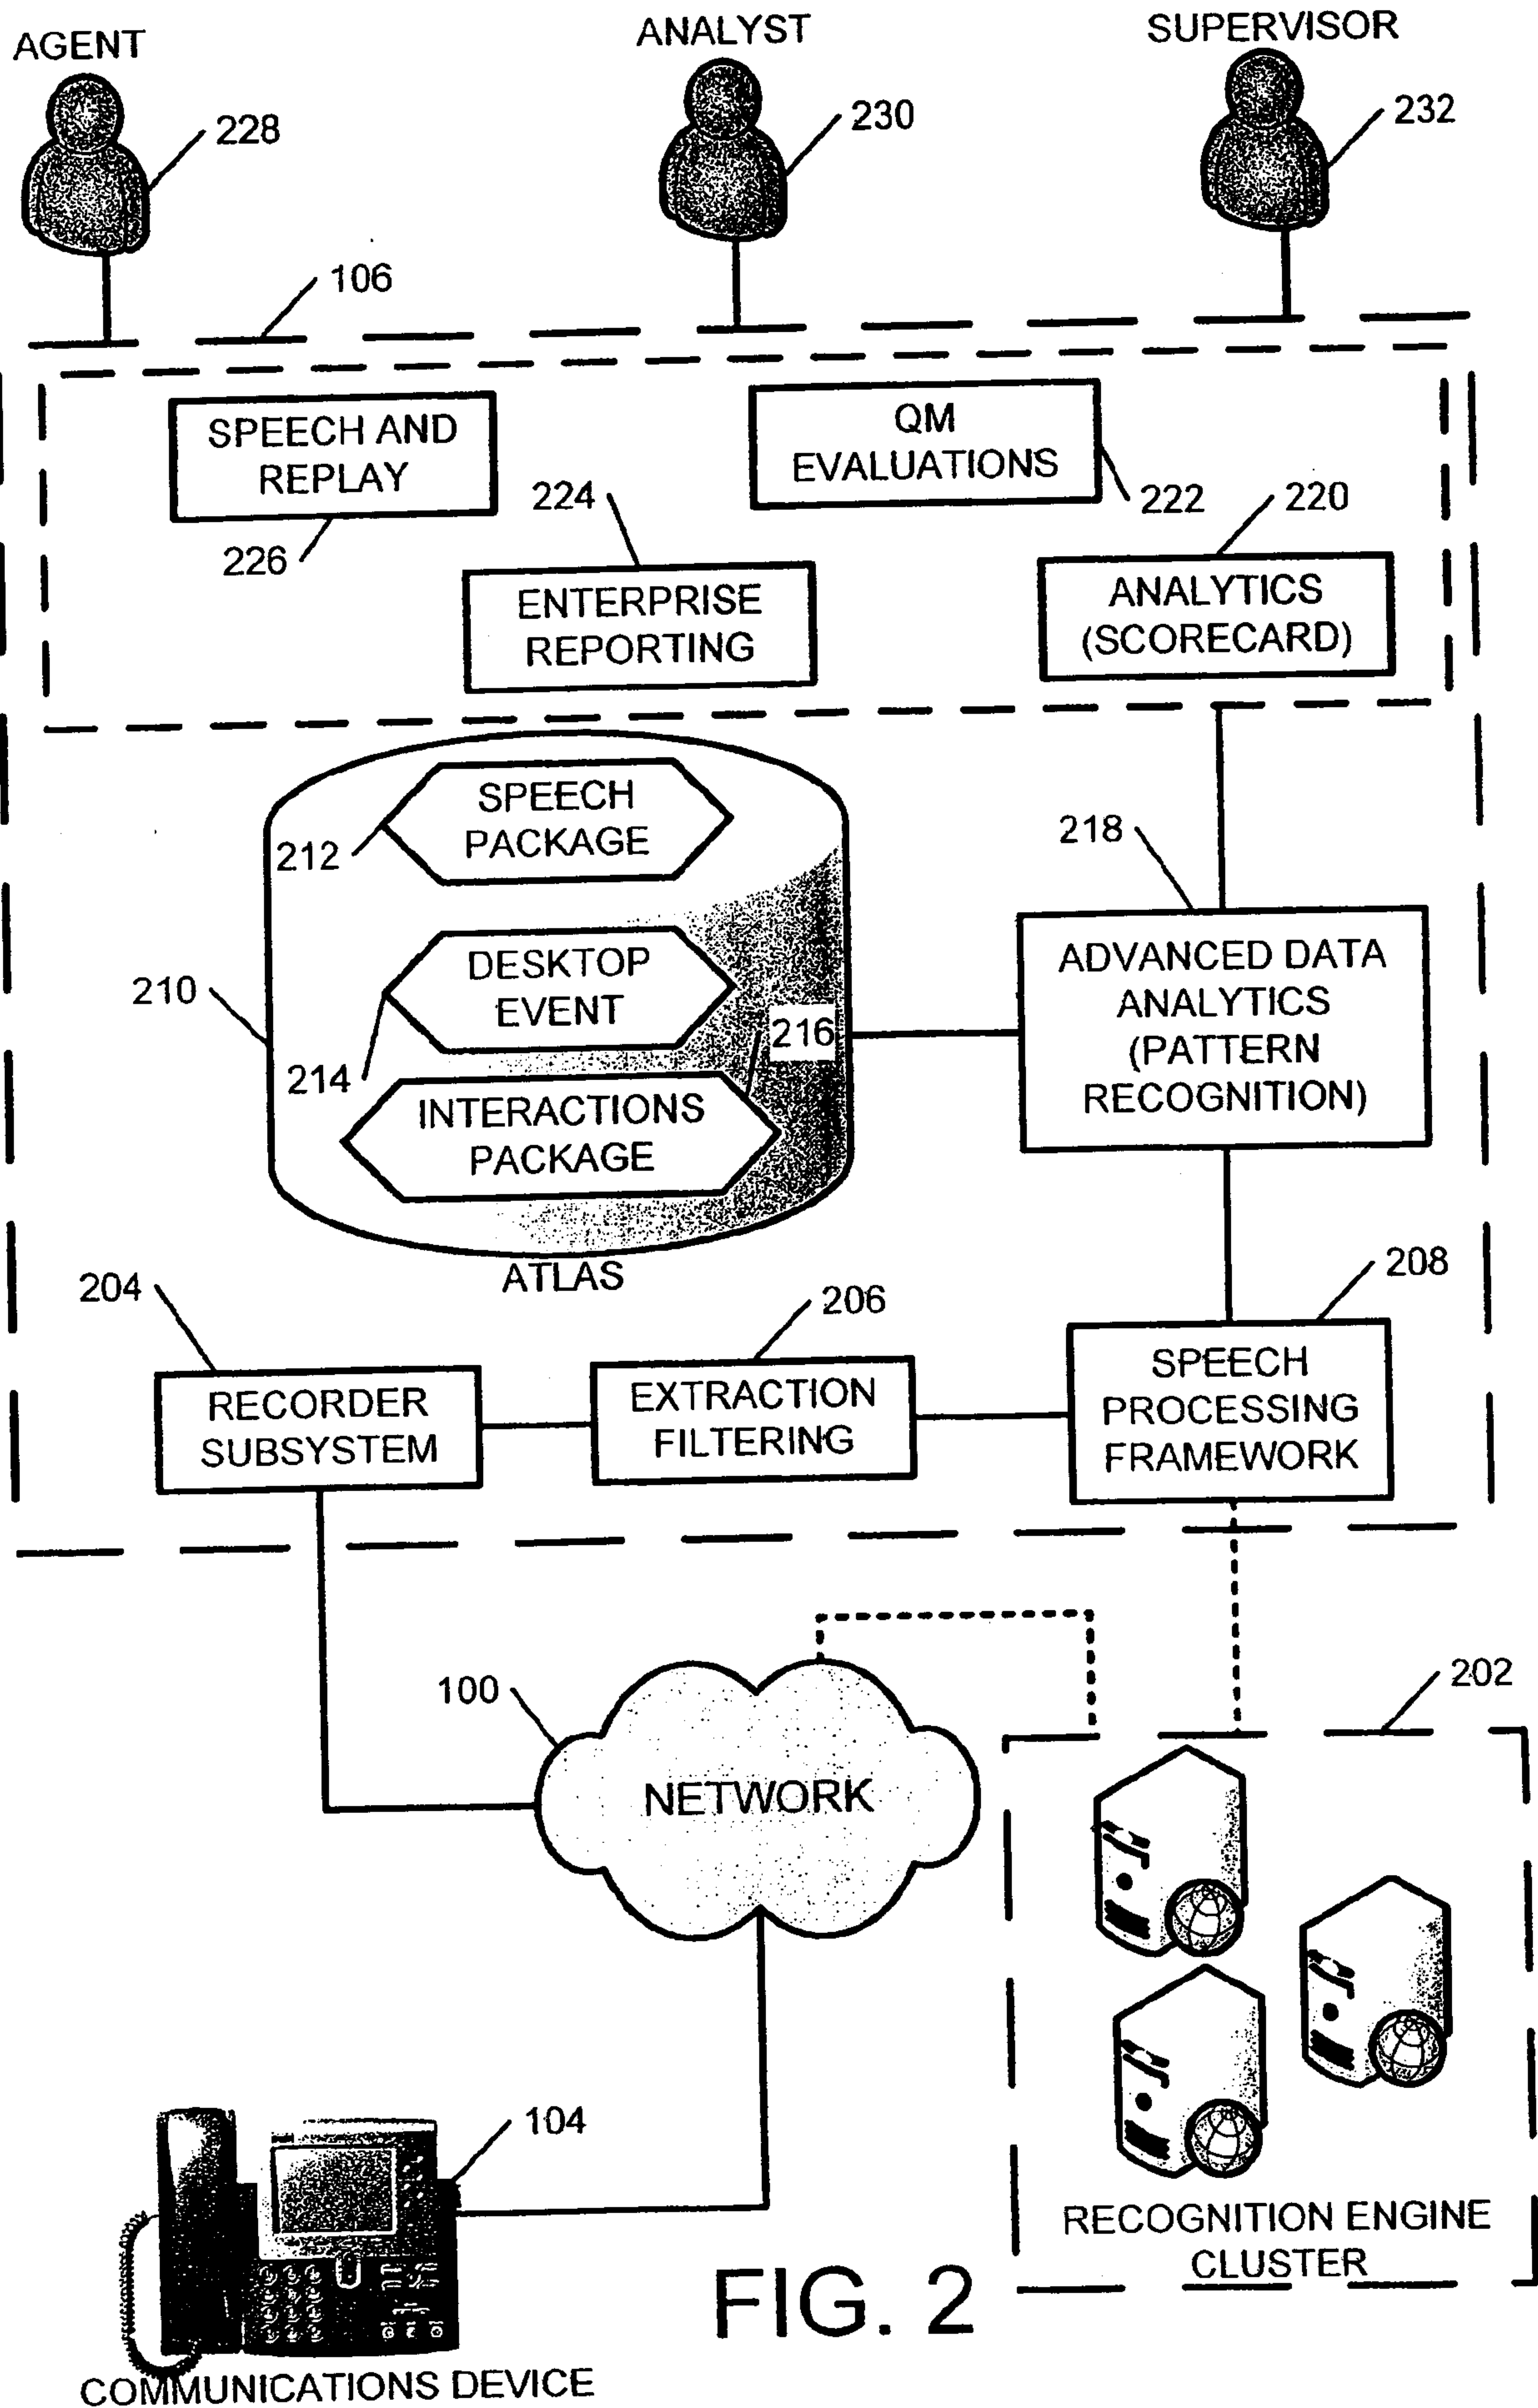 AGENT
ANALYST
SUPERVISOR
228
230
232
106
SPEECH AND
REPLAY
226
QM
EVALUATIONS
222
224
ENTERPRISE
REPORTING
220
ANALYTICS
(SCORECARD)
SPEECH
PACKAGE
212
DESKTOP
EVENT
214
216
INTERACTIONS
PACKAGE
210
ATLAS
218
ADVANCED DATA
ANALYTICS
(PATTERN
RECOGNITION)
204
RECORDER
SUBSYSTEM
206
EXTRACTION
FILTERING
208
SPEECH
PROCESSING
FRAMEWORK
100
NETWORK
202
RECOGNITION ENGINE
CLUSTER
104
COMMUNICATIONS DEVICE
FIG. 2